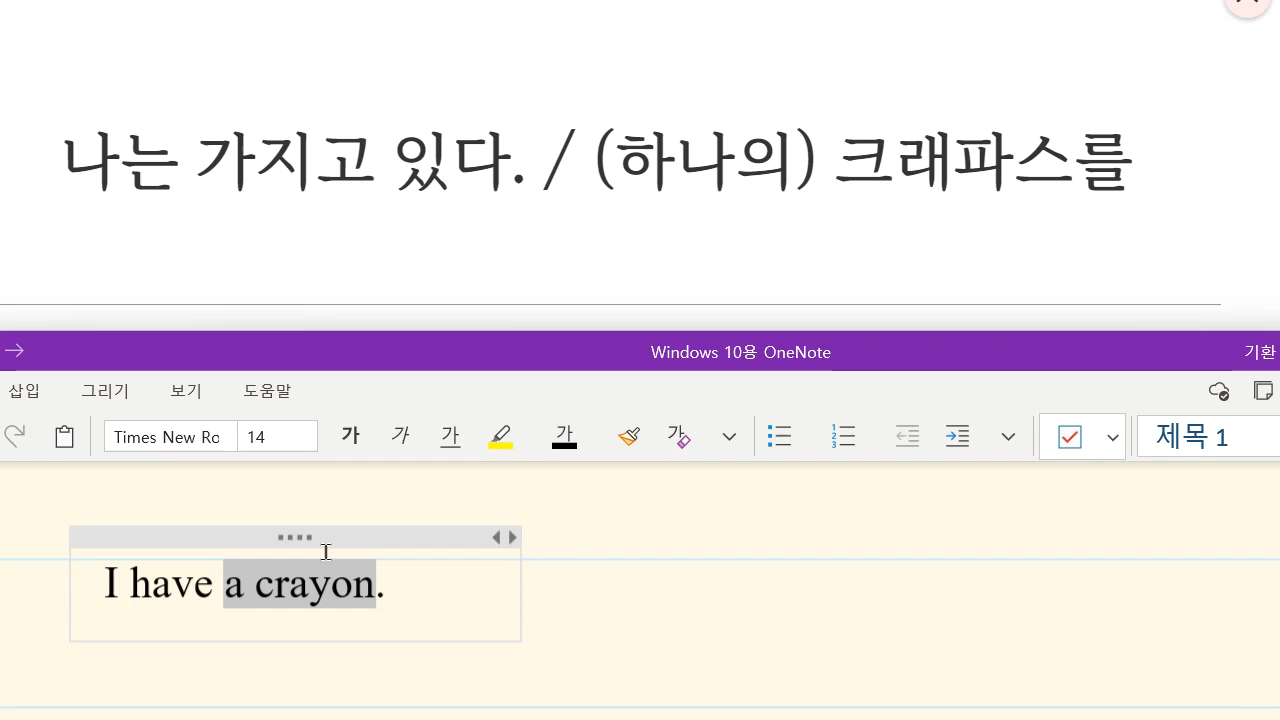 나는 가지고 있다. / (하나의) 크래파스를
Windows 10용 OneNote
기환
삽입 그리기 보기 도움말
Times New Ro 14 가 가 가 가 가 제목 1
I have a crayon.